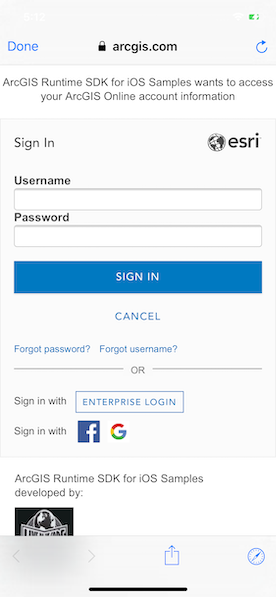 Done
arcgis.com
ArcGIS Runtime SDK for iOS Samples wants to access
your ArcGIS Online account information
Sign In
esri
Username
Password
SIGN IN
CANCEL
Forgot password? Forgot username?
OR
Sign in with ENTERPRISE LOGIN
Sign in with
ArcGIS Runtime SDK for iOS Samples
developed by: